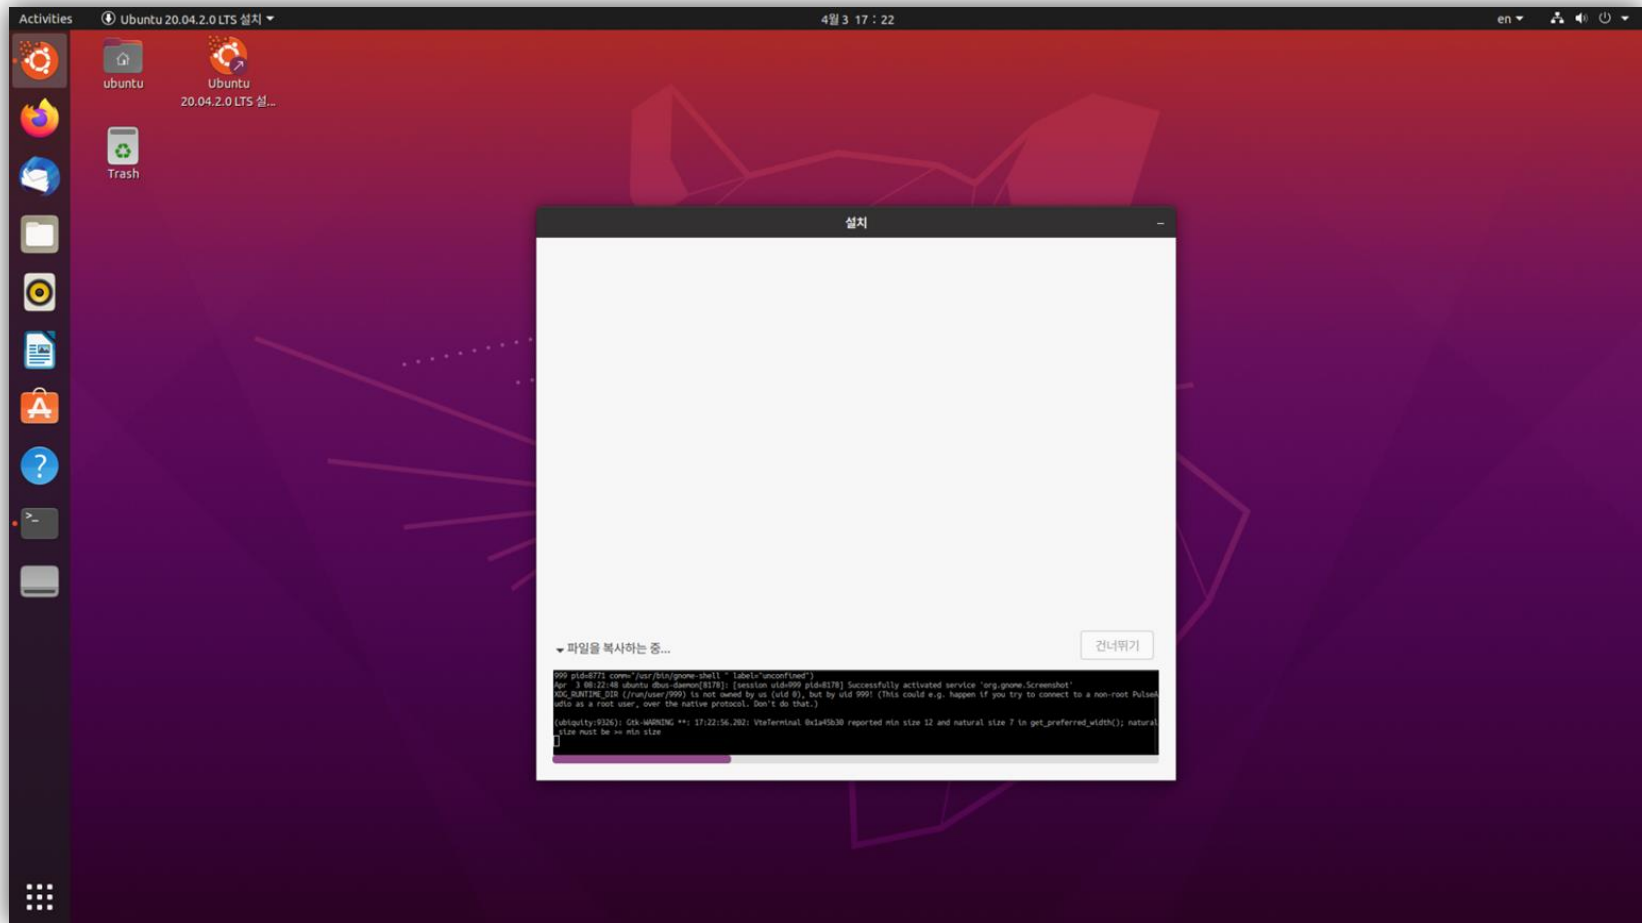 Activities
Ubuntu 20.04.2.0 LTS 설치
4월 3 17 : 22
en
ubuntu
Ubuntu
20.04.2.0 LTS 설...
Trash
설치
파일을 복사하는 중...
건너뛰기
999 pid=8771 comm="/usr/bin/gnome-shell " label="unconfined")
Apr  3 08:22:48 ubuntu dbus-daemon[8178]: [session uid=999 pid=8178] Successfully activated service 'org.gnome.Screenshot'
XDG_RUNTIME_DIR (/run/user/999) is not owned by us (uid 0), but by uid 999! (This could e.g. happen if you try to connect to a non-root PulseA
udio as a root user, over the native protocol. Don't do that.)
(ubiquity:9326): Gtk-WARNING **: 17:22:56.202: VteTerminal 0x1a45b30 reported min size 12 and natural size 7 in get_preferred_width(); natural
size must be >= min size